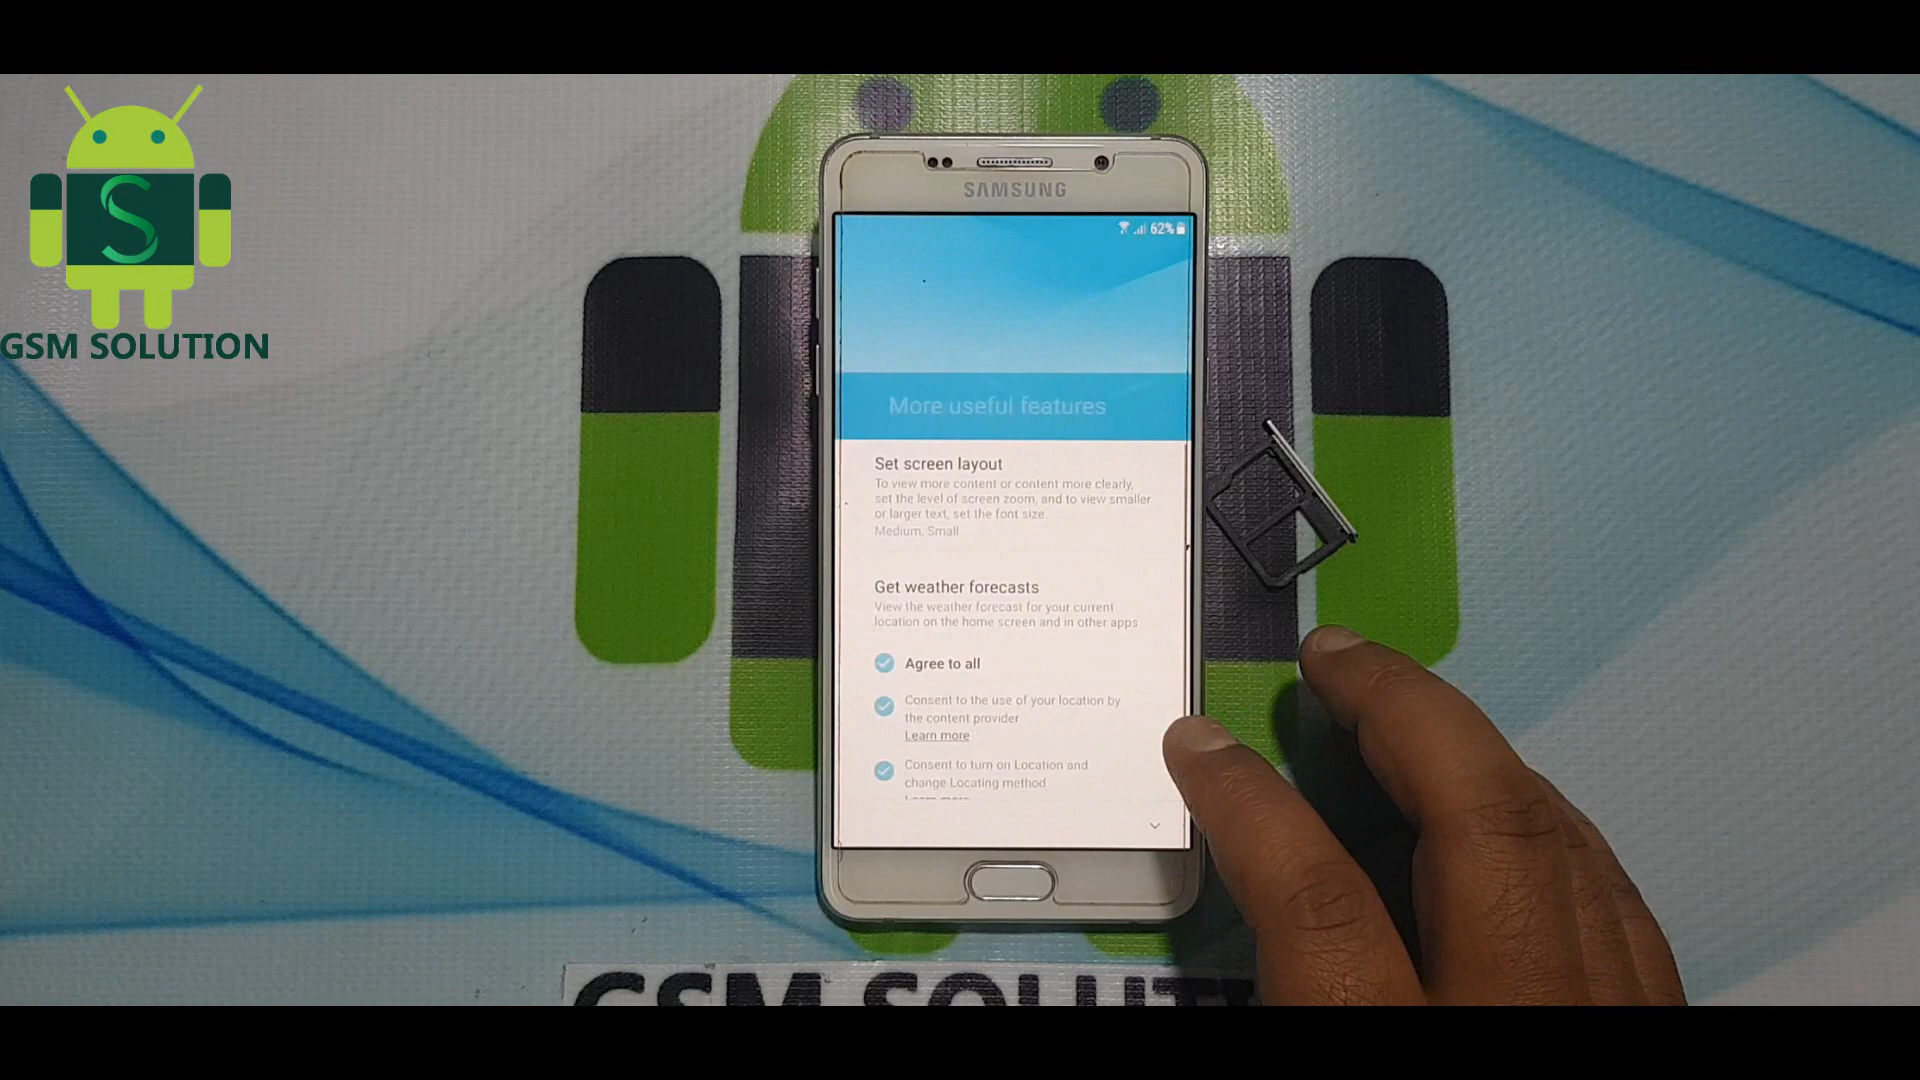 S
GSM SOLUTION
SAMSUNG
62%
More useful features
Set screen layout
To view more content or content more clearly,
set the level of screen zoom, and to view smaller
or larger text, set the font size.
Medium, Small
Get weather forecasts
View the weather forecast for your current
location on the home screen and in other apps
Agree to all
Consent to the use of your location by
the content provider
Learn more
Consent to turn on Location and
change Locating method
Learn more
GSM SOLUTI